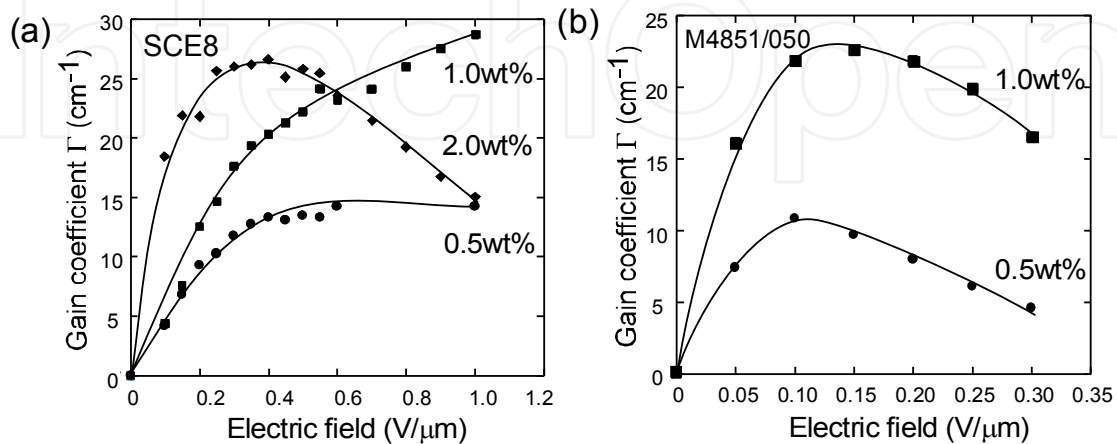 (a)
SCE8
Gain coefficient Γ (cm⁻¹)
30
25
20
15
10
5
0
1.0wt%
2.0wt%
0.5wt%
0 0.2 0.4 0.6 0.8 1.0 1.2
Electric field (V/μm)
(b)
M4851/050
Gain coefficient Γ (cm⁻¹)
25
20
15
10
5
0
1.0wt%
0.5wt%
0 0.05 0.10 0.15 0.20 0.25 0.30 0.35
Electric field (V/μm)